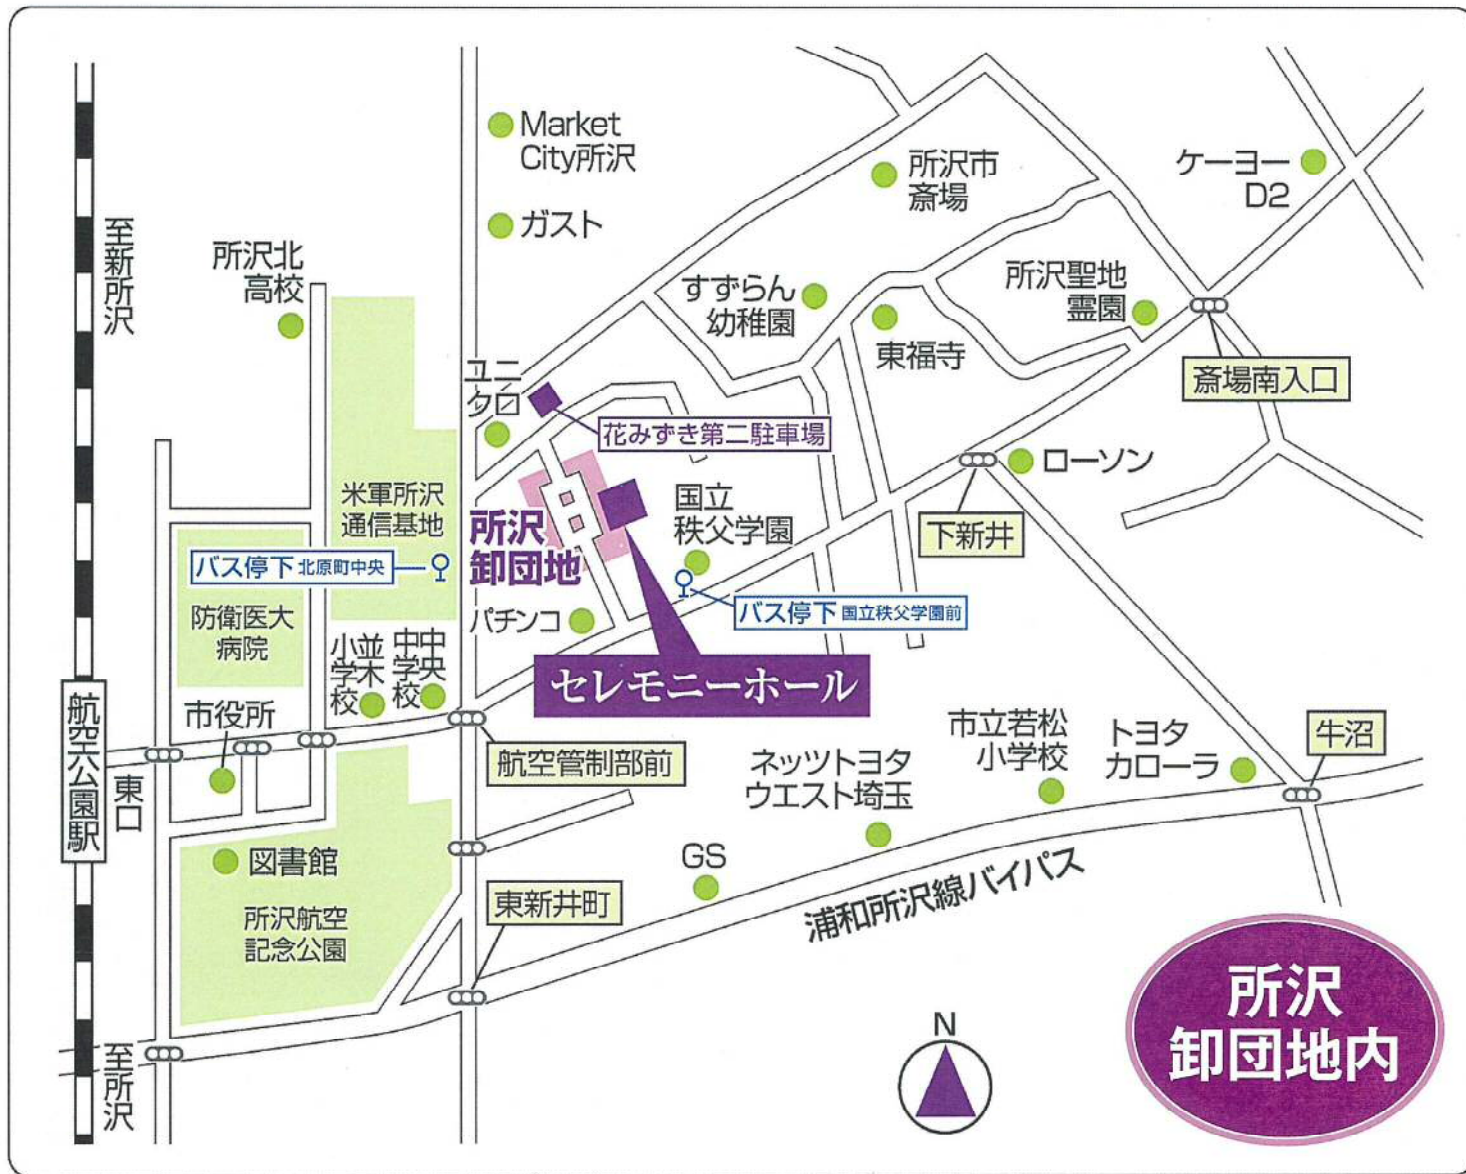 Market
City所沢
ガスト
所沢市
斎場
ケーヨー
D2
至新所沢
所沢北
高校
すずらん
幼稚園
東福寺
所沢聖地
霊園
斎場南入口
ユニ
クロ
花みずき第二駐車場
ローソン
米軍所沢
通信基地
所沢
卸団地
国立
秩父学園
下新井
バス停下 北原町中央
バス停下 国立秩父学園前
防衛医大
病院
パチンコ
並木
小学校
中央
中学校
セレモニーホール
市役所
航空公園駅
東口
航空管制部前
ネッツトヨタ
ウエスト埼玉
市立若松
小学校
トヨタ
カローラ
牛沼
図書館
GS
浦和所沢線バイパス
東新井町
所沢航空
記念公園
至所沢
N
所沢
卸団地内